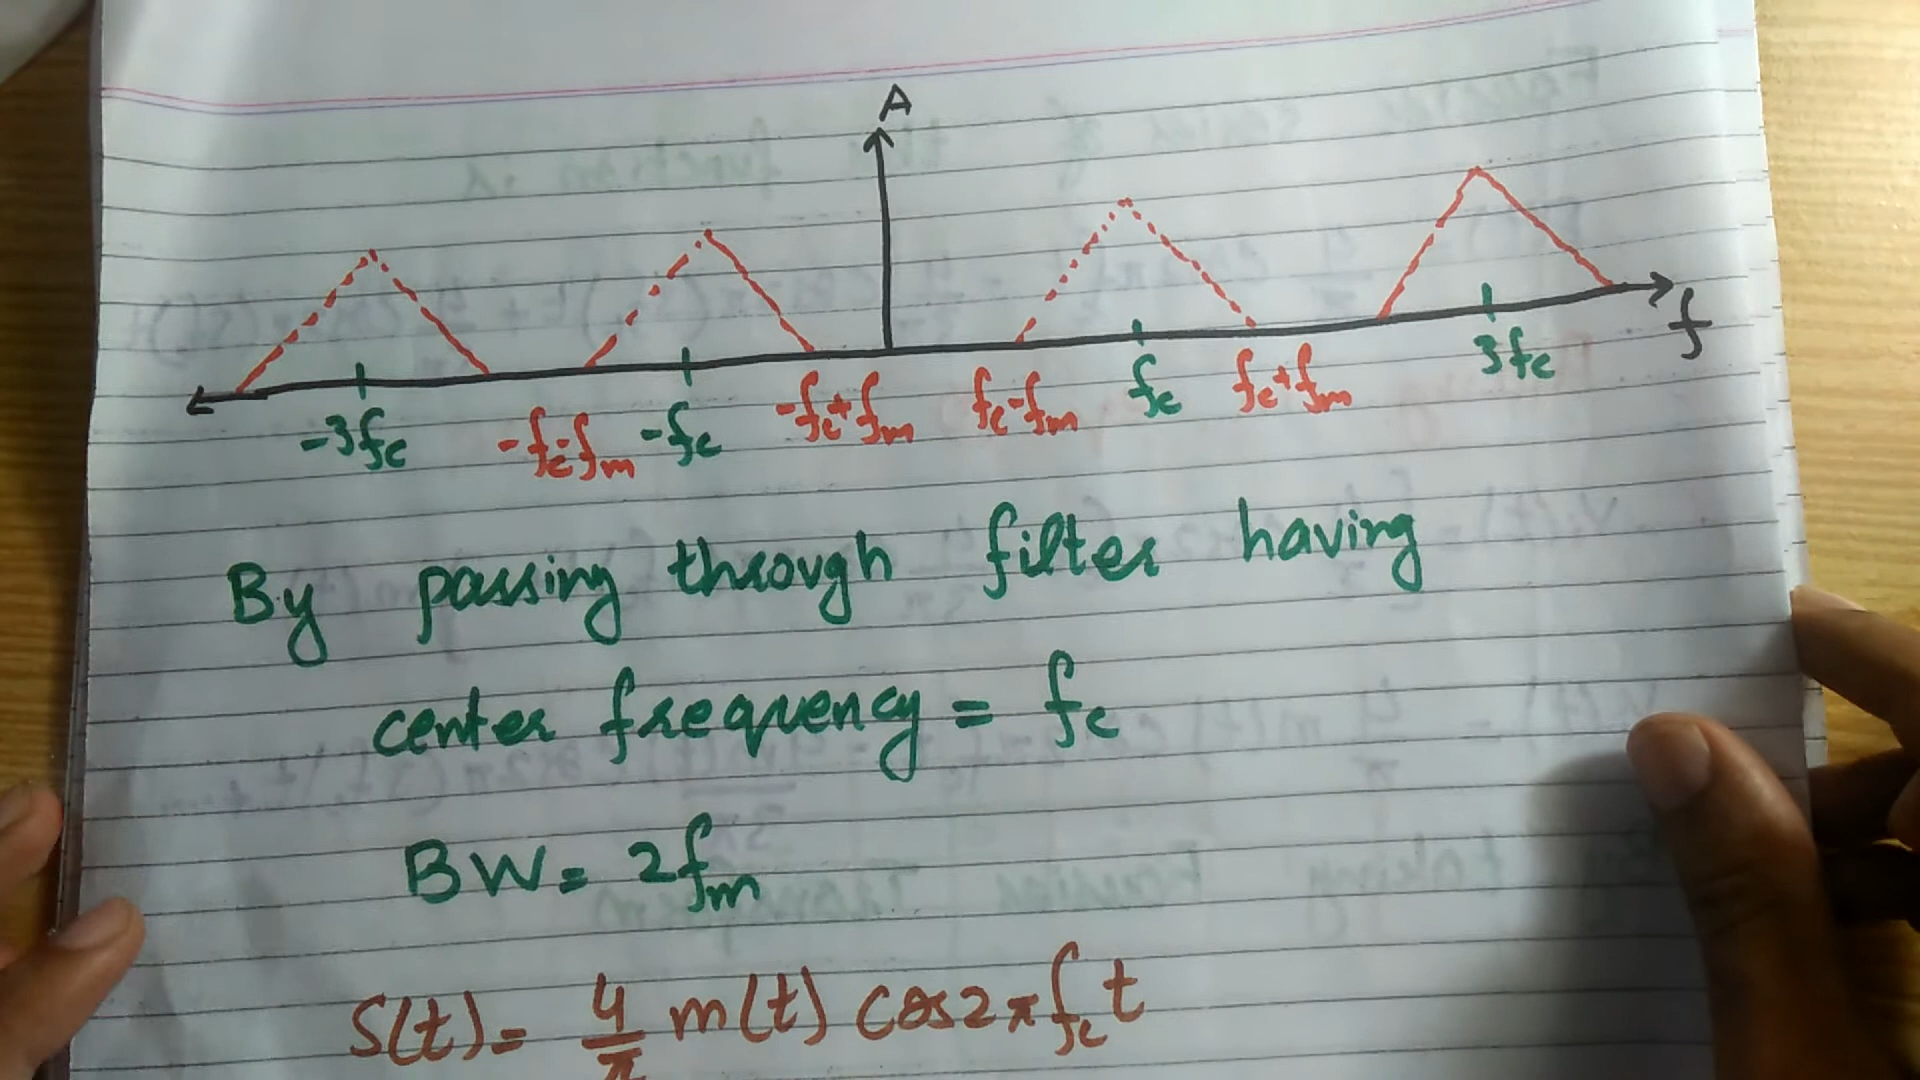 A
f
-3fc -fc-fm -fc -fc+fm fc-fm fc fc+fm 3fc
By passing through filter having
center frequency = fc
BW = 2fm
S(t) = 4/π m(t) cos2πfct